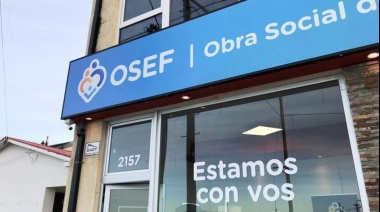 OSEF | Obra Social d
2157
Estamos
con vos